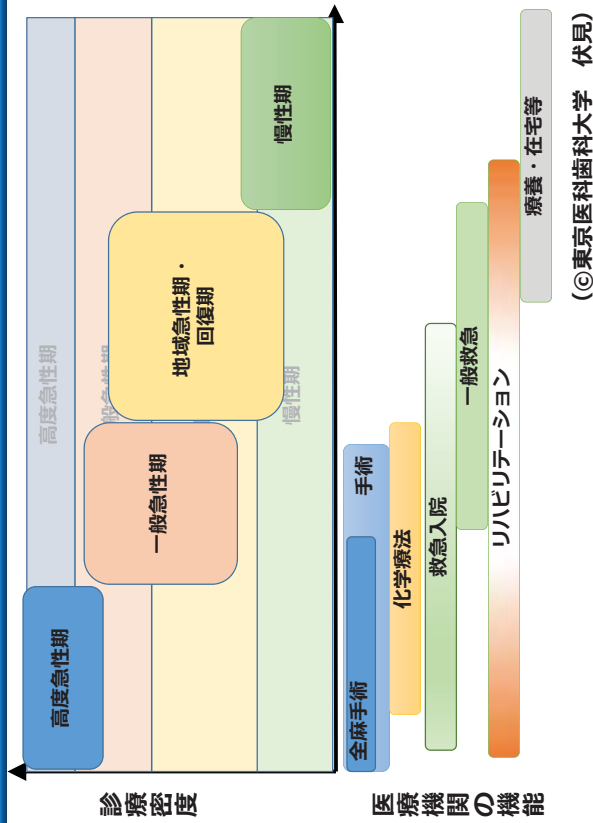 診療密度
高度急性期
般急性期
慢性期
高度急性期
一般急性期
地域急性期・
回復期
慢性期
医療機関の機能
全麻手術
手術
化学療法
救急入院
一般救急
リハビリテーション
療養・在宅等
（©東京医科歯科大学　伏見）